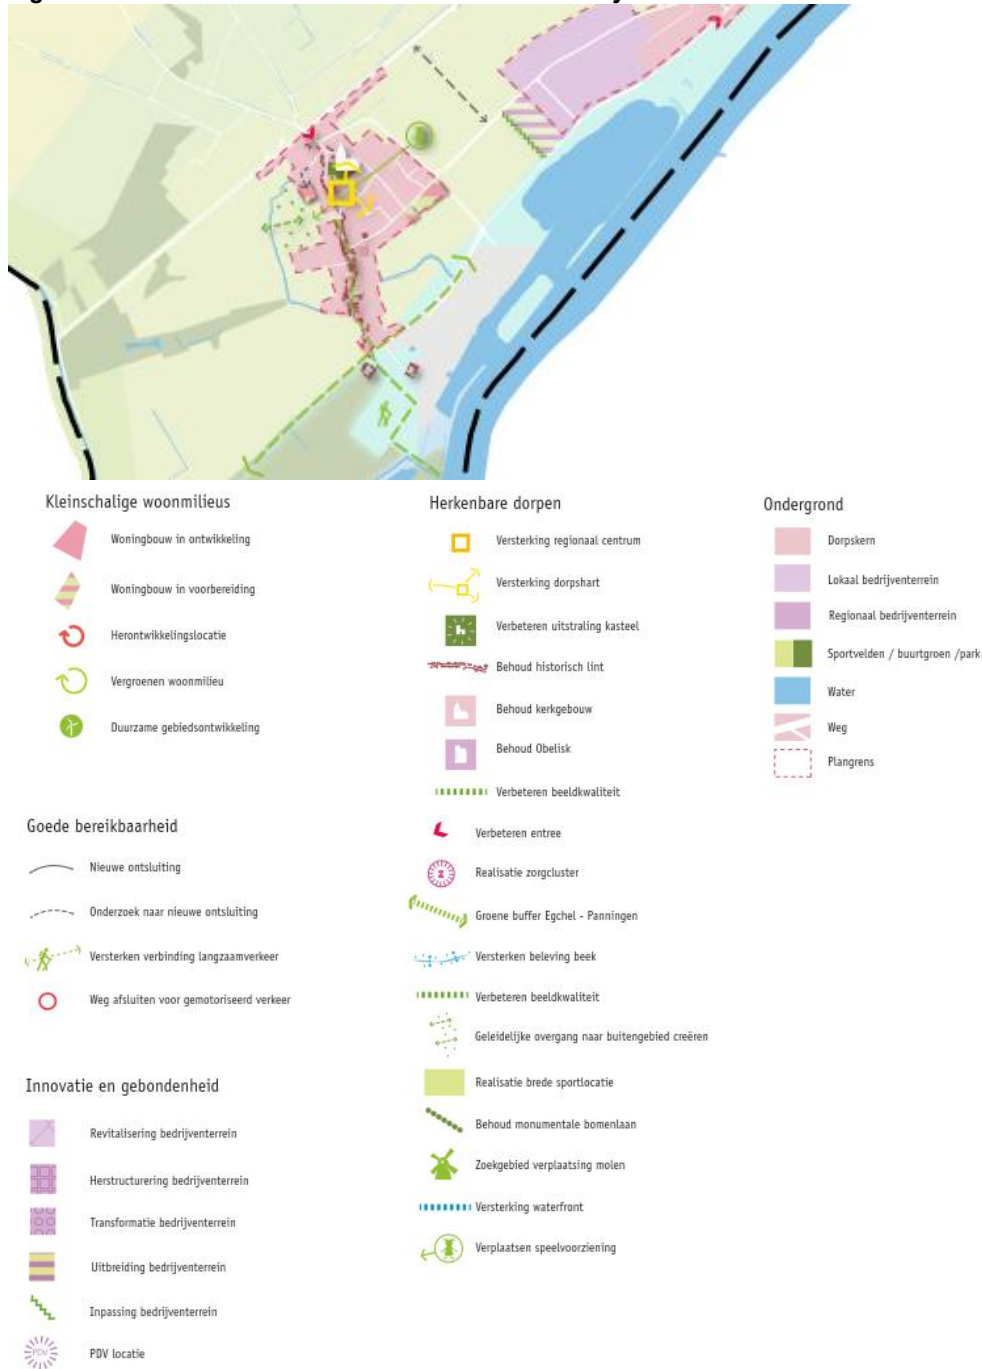 Kleinschalige woonmilieus
Woningbouw in ontwikkeling
Woningbouw in voorbereiding
Herontwikkelingslocatie
Vergroenen woonmilieu
Duurzame gebiedsontwikkeling
Goede bereikbaarheid
Nieuwe ontsluiting
Onderzoek naar nieuwe ontsluiting
Versterken verbinding langzaamverkeer
Weg afsluiten voor gemotoriseerd verkeer
Innovatie en gebondenheid
Revitalisering bedrijventerrein
Herstructurering bedrijventerrein
Transformatie bedrijventerrein
Uitbreiding bedrijventerrein
Inpassing bedrijventerrein
PDV
PDV locatie
Herkenbare dorpen
Versterking regionaal centrum
Versterking dorpshart
Verbeteren uitstraling kasteel
Behoud historisch lint
Behoud kerkgebouw
Behoud Obelisk
Verbeteren beeldkwaliteit
Verbeteren entree
Realisatie zorgcluster
Groene buffer Egchel - Panningen
Versterken beleving beek
Verbeteren beeldkwaliteit
Geleidelijke overgang naar buitengebied creëren
Realisatie brede sportlocatie
Behoud monumentale bomenlaan
Zoekgebied verplaatsing molen
Versterking waterfront
Verplaatsen speelvoorziening
Ondergrond
Dorpskern
Lokaal bedrijventerrein
Regionaal bedrijventerrein
Sportvelden / buurtgroen /park
Water
Weg
Plangrens